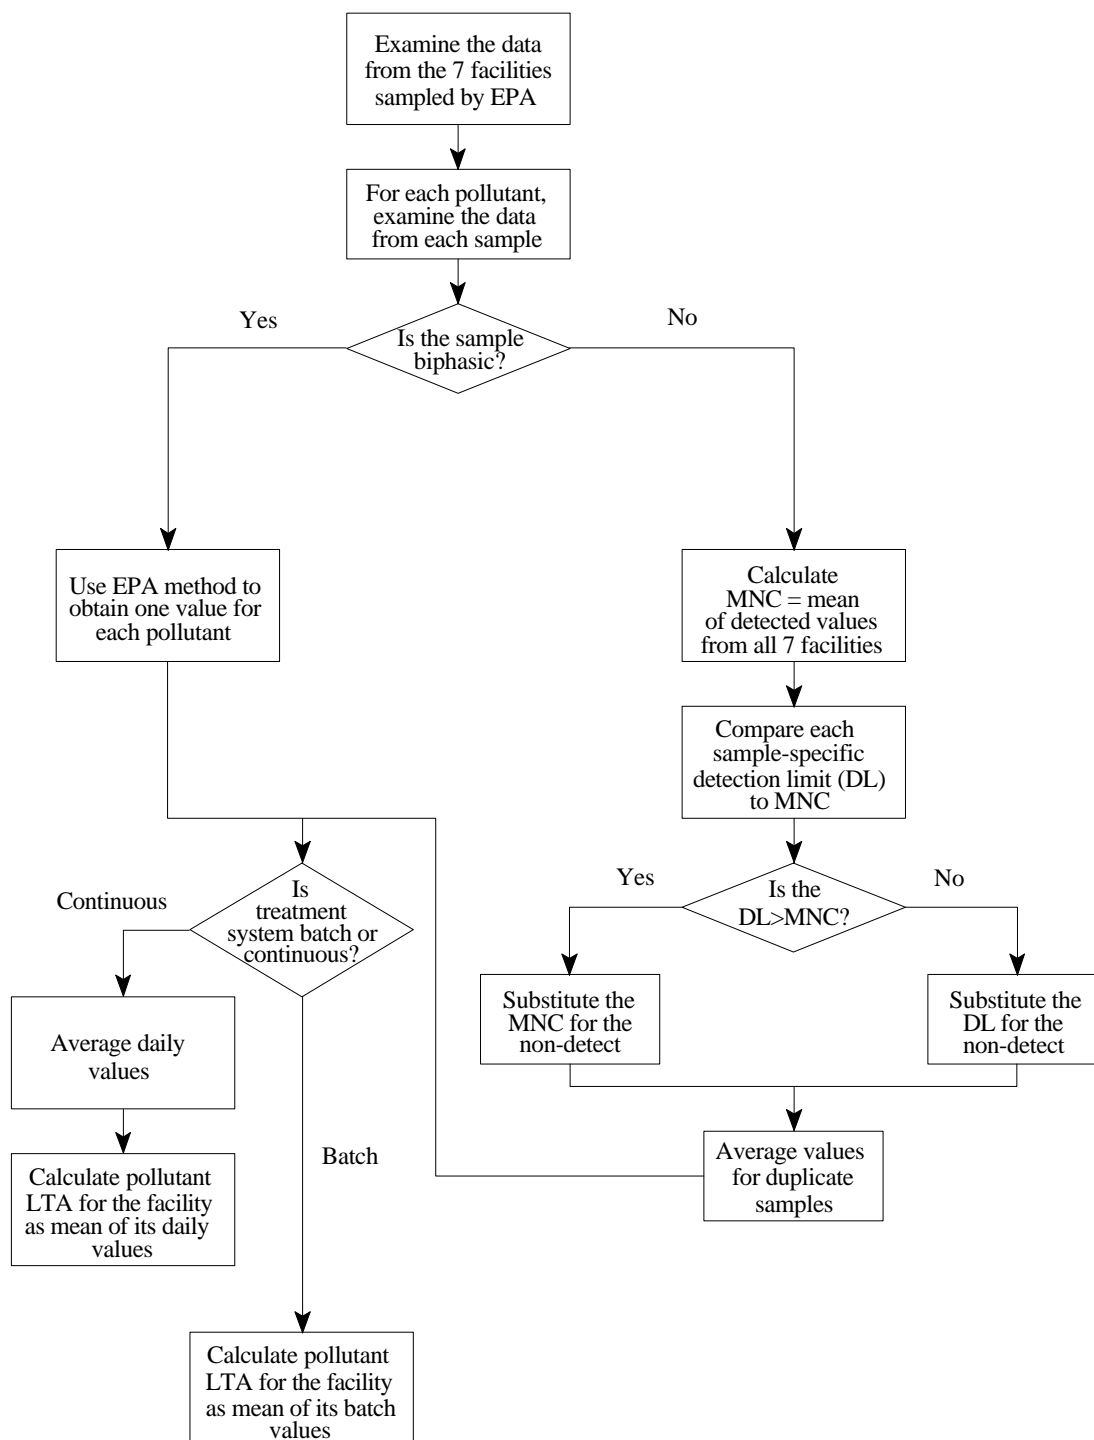 Examine the data
from the 7 facilities
sampled by EPA
For each pollutant,
examine the data
from each sample
Yes
No
Is the sample
biphasic?
Use EPA method to
obtain one value for
each pollutant
Calculate
MNC = mean
of detected values
from all 7 facilities
Compare each
sample-specific
detection limit (DL)
to MNC
Yes
No
Is the
DL>MNC?
Continuous
Is
treatment
system batch or
continuous?
Substitute the
MNC for the
non-detect
Substitute the
DL for the
non-detect
Average daily
values
Batch
Average values
for duplicate
samples
Calculate pollutant
LTA for the facility
as mean of its daily
values
Calculate pollutant
LTA for the facility
as mean of its batch
values